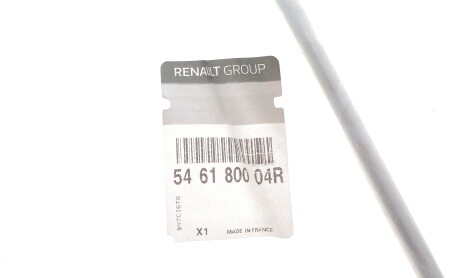 RENAULT GROUP
54 61 800 04R
X1 MADE IN FRANCE